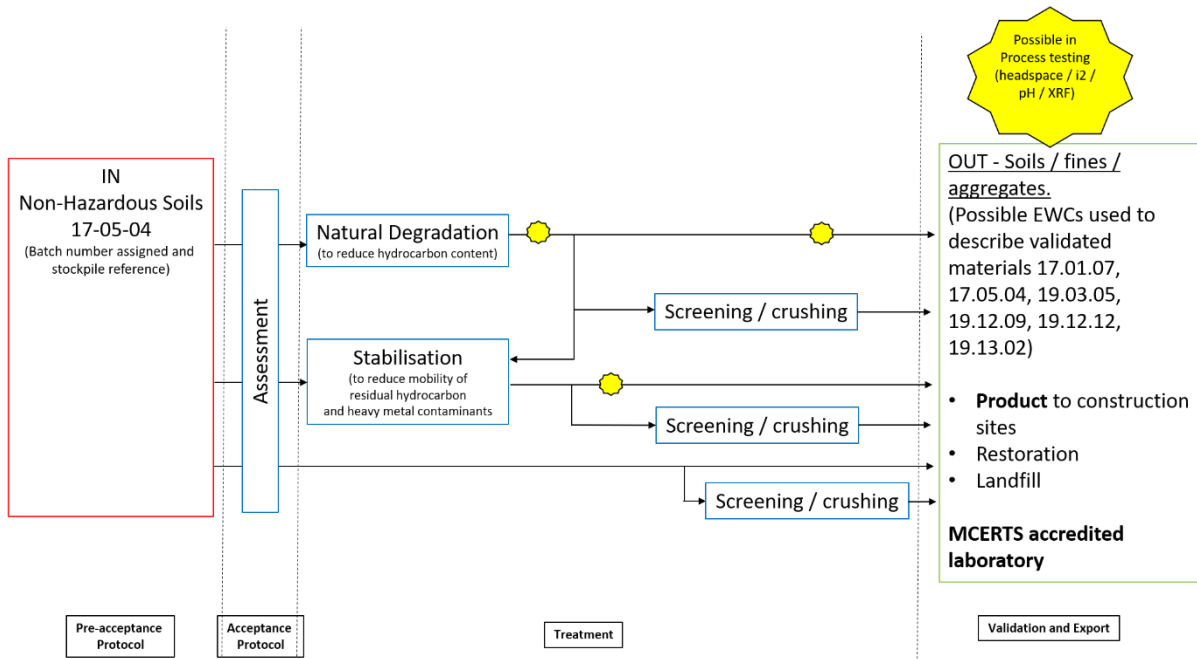 Possible in
Process testing
(headspace / i2 /
pH / XRF)
IN
Non-Hazardous Soils
17-05-04
(Batch number assigned and
stockpile reference)
Assessment
Natural Degradation
(to reduce hydrocarbon content)
Screening / crushing
Stabilisation
(to reduce mobility of
residual hydrocarbon
and heavy metal contaminants
Screening / crushing
Screening / crushing
OUT - Soils / fines /
aggregates.
(Possible EWCs used to
describe validated
materials 17.01.07,
17.05.04, 19.03.05,
19.12.09, 19.12.12,
19.13.02)
• Product to construction
sites
• Restoration
• Landfill
MCERTS accredited
laboratory
Pre-acceptance
Protocol
Acceptance
Protocol
Treatment
Validation and Export